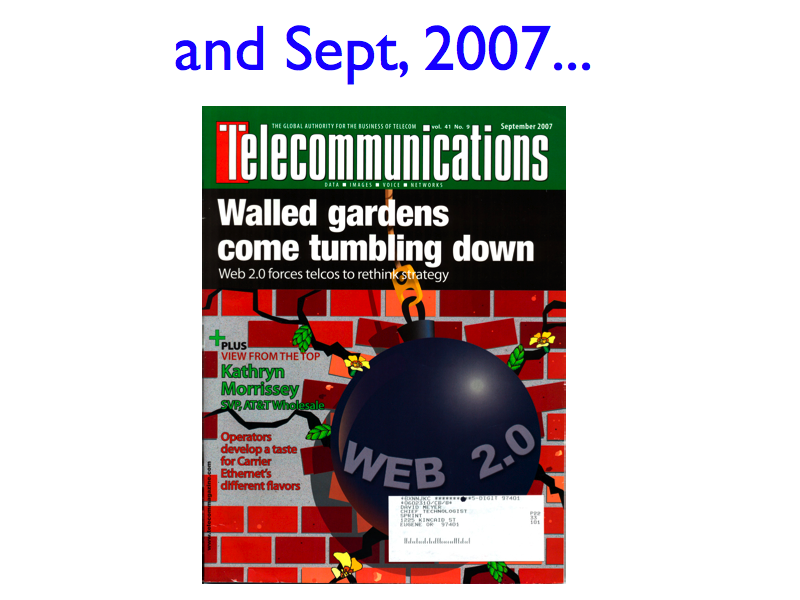 and Sept, 2007...
THE GLOBAL AUTHORITY FOR THE BUSINESS OF TELECOM vol. 41 No. 9 September 2007
Telecommunications
DATA ■ IMAGES ■ VOICE ■ NETWORKS
Walled gardens
come tumbling down
Web 2.0 forces telcos to rethink strategy
+PLUS
VIEW FROM THE TOP
Kathryn
Morrissey
SVP, AT&T Wholesale
Operators
develop a taste
for Carrier
Ethernet's
different flavors
WEB 2.0
DAVID MEYER
CHIEF TECHNOLOGIST
SPRINT
1225 KINCAID ST
EUGENE OR 97401